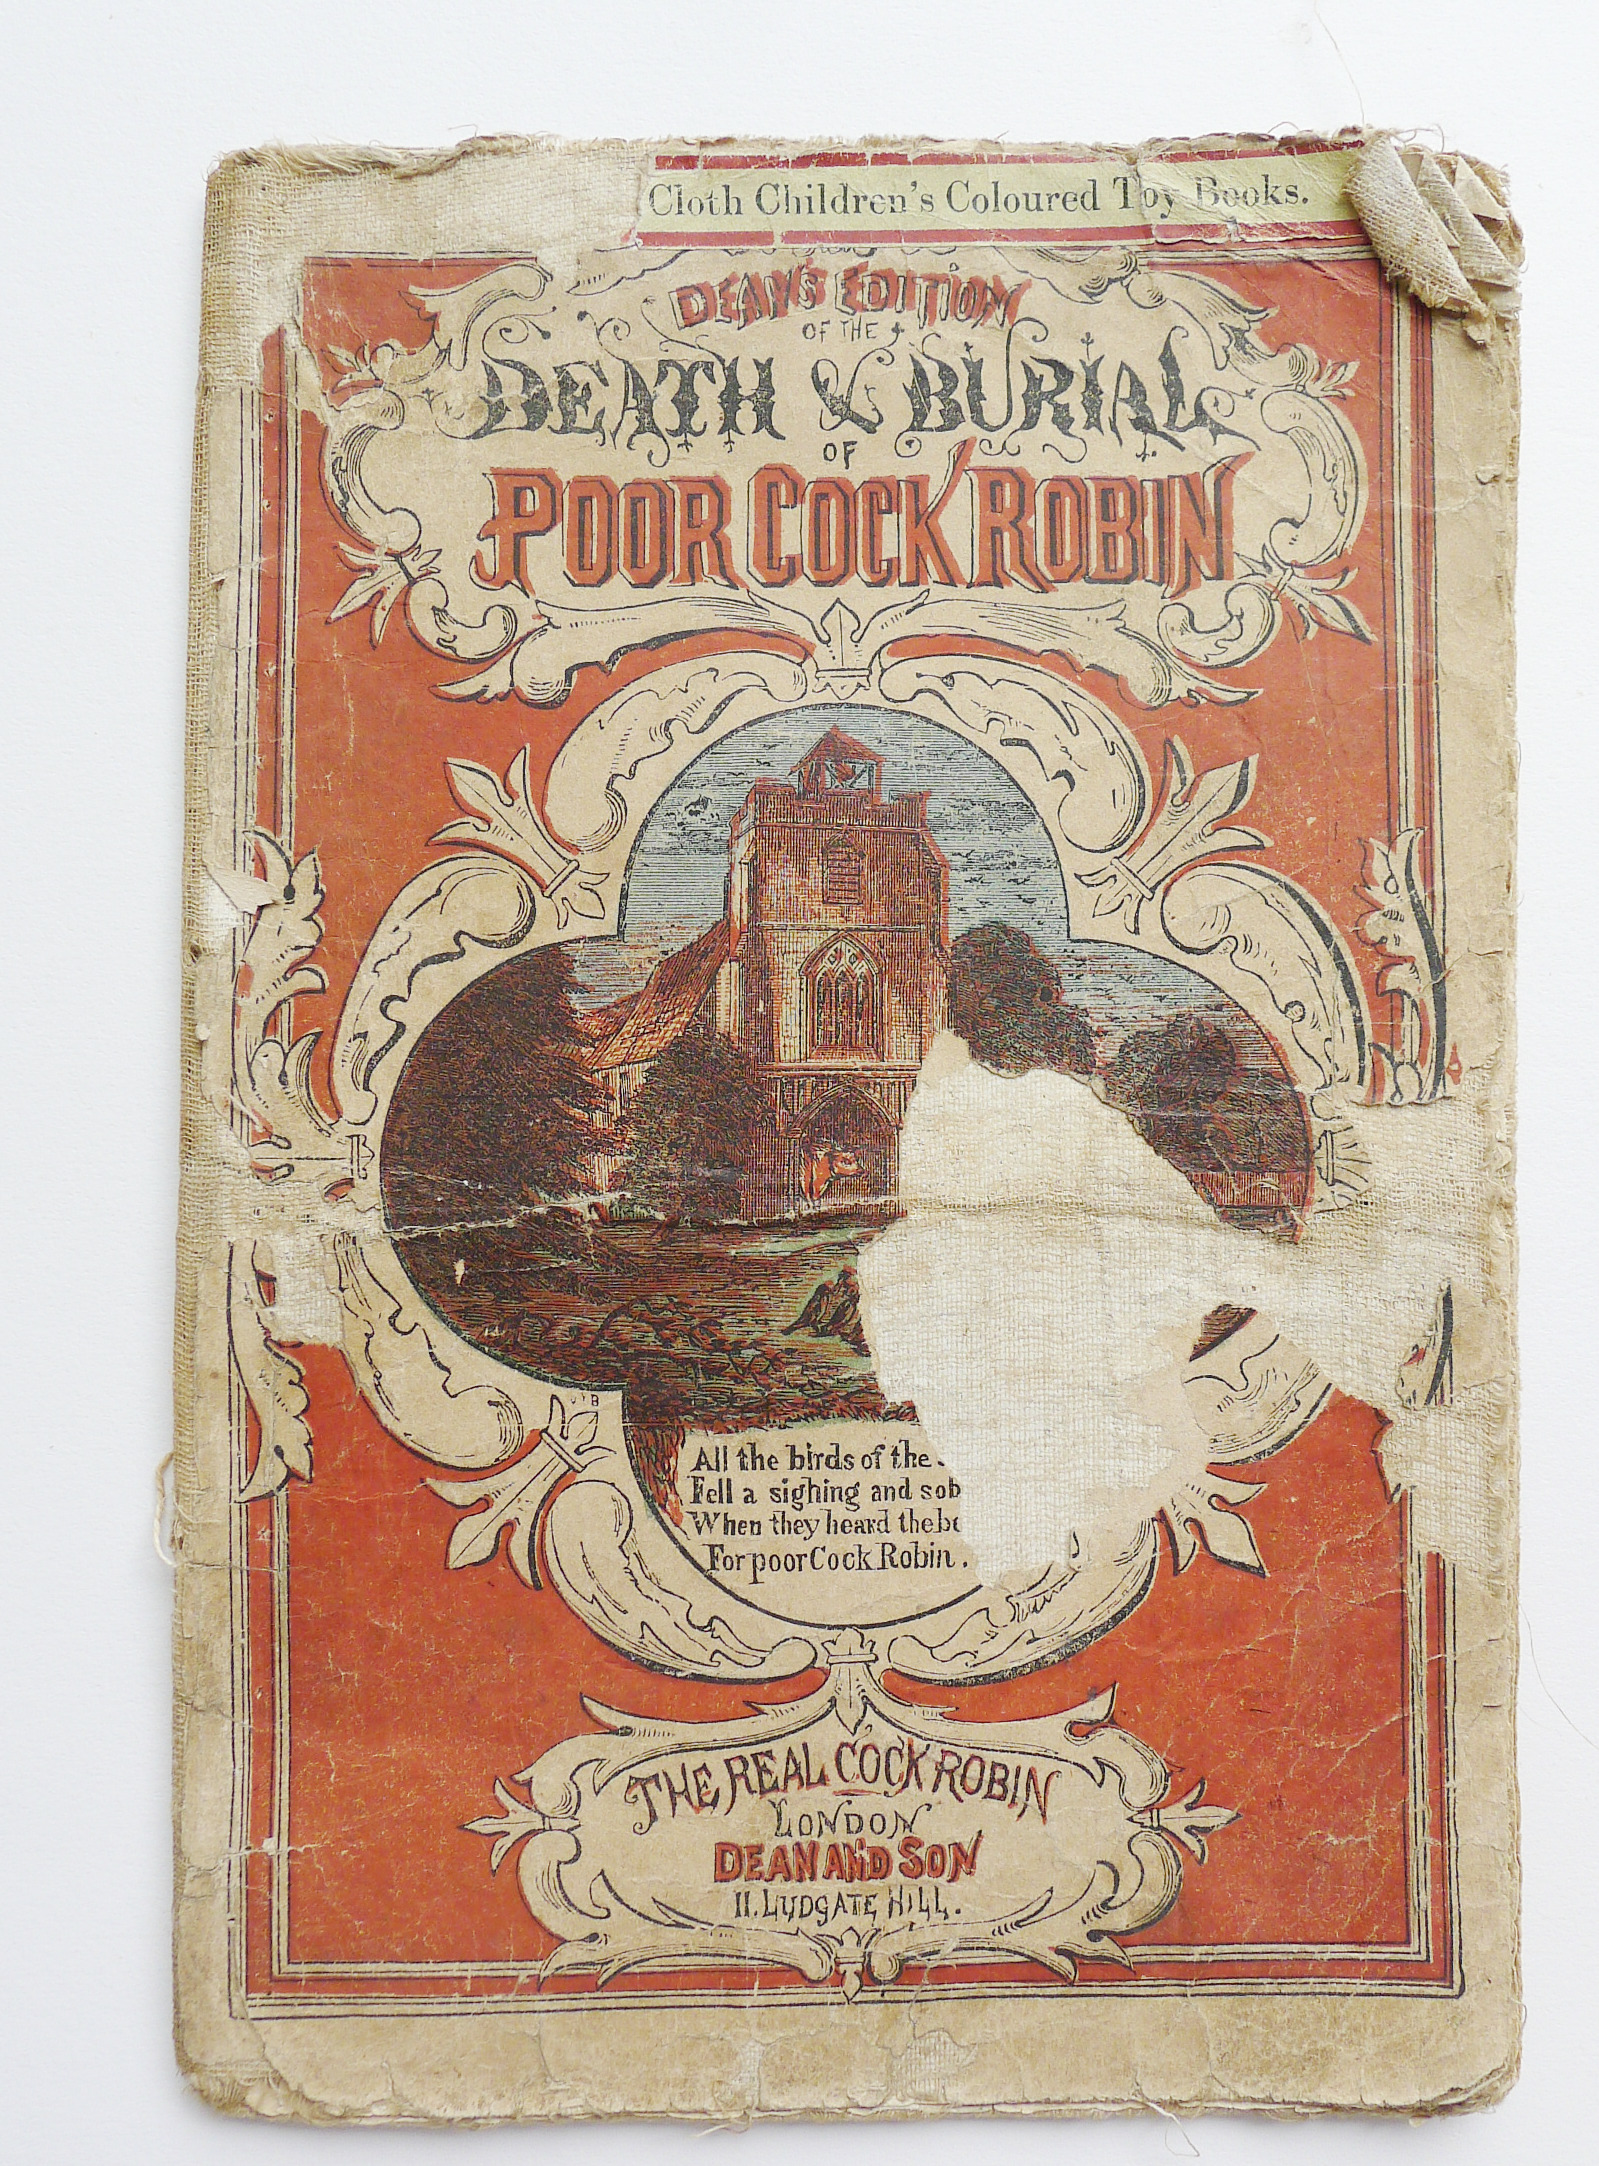 Cloth Children's Coloured Toy Books.
DEAN'S EDITION
OF THE
DEATH & BURIAL
OF
POOR COCK ROBIN
All the birds of the
Fell a sighing and sob
When they heard the be
For poor Cock Robin.
THE REAL COCK ROBIN
LONDON
DEAN AND SON
11. LUDGATE HILL.